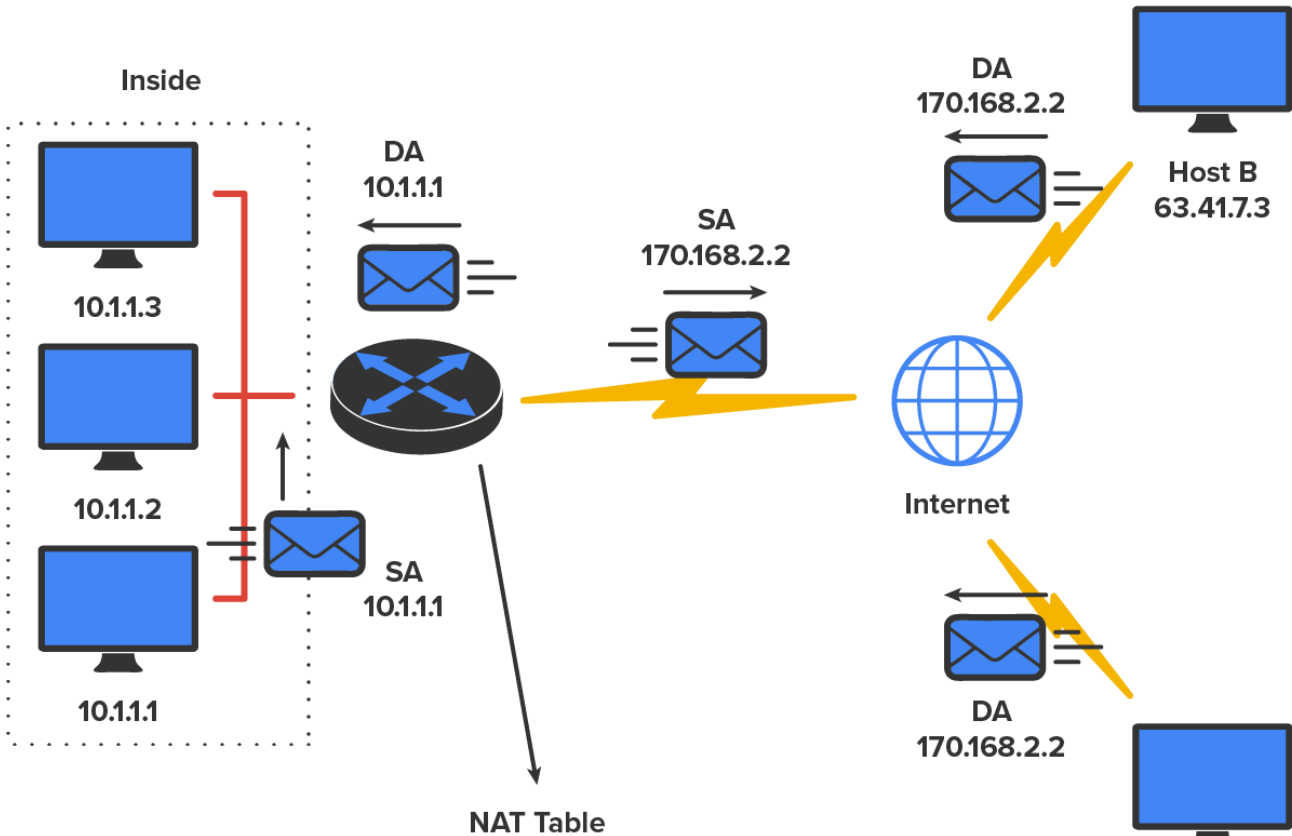 Inside
10.1.1.3
10.1.1.2
10.1.1.1
DA
10.1.1.1
SA
10.1.1.1
SA
170.168.2.2
DA
170.168.2.2
Host B
63.41.7.3
Internet
DA
170.168.2.2
NAT Table